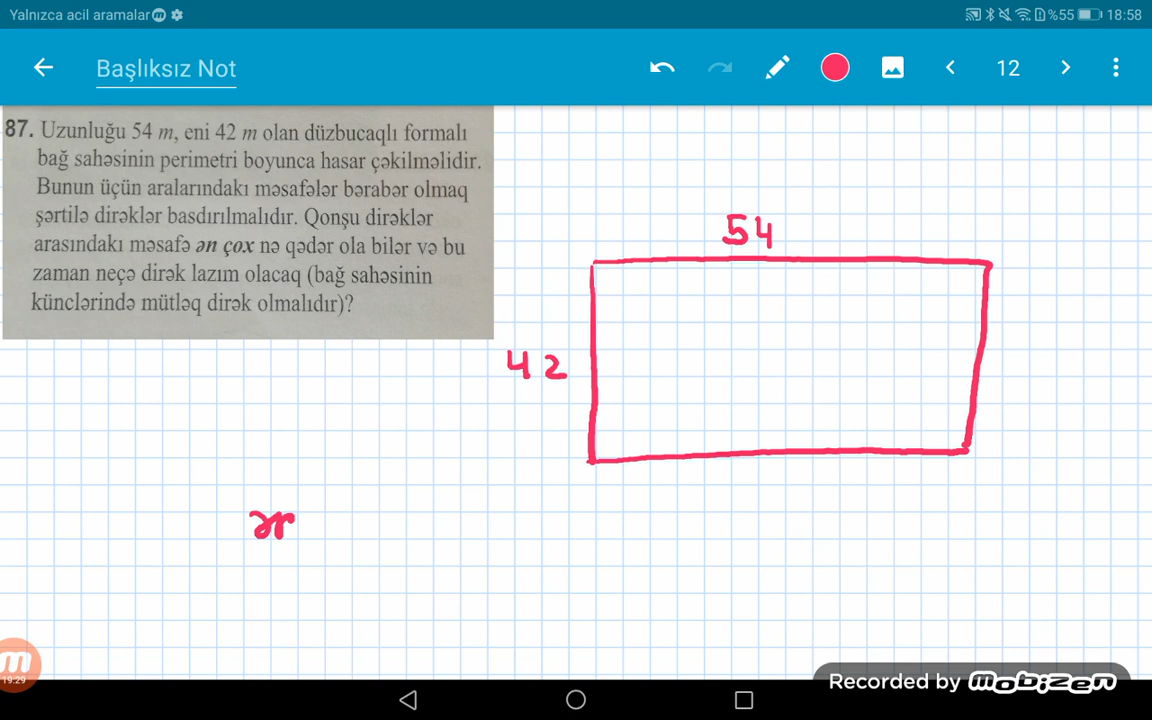 Yalnızca acil aramalar
%55 18:58
Başlıksız Not
12
87. Uzunluğu 54 m, eni 42 m olan düzbucaqlı formalı
bağ sahəsinin perimetri boyunca hasar çəkilməlidir.
Bunun üçün aralarındakı məsafələr bərabər olmaq
şərtilə dirəklər basdırılmalıdır. Qonşu dirəklər
arasındakı məsafə ən çox nə qədər ola bilər və bu
zaman neçə dirək lazım olacaq (bağ sahəsinin
künclərində mütləq dirək olmalıdır)?
54
42
19:29
Recorded by mobizen